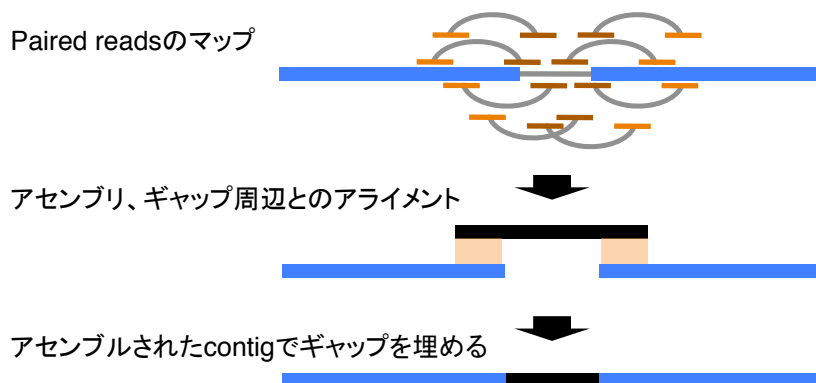 Paired readsのマップ
アセンブリ、ギャップ周辺とのアライメント
アセンブルされたcontigでギャップを埋める